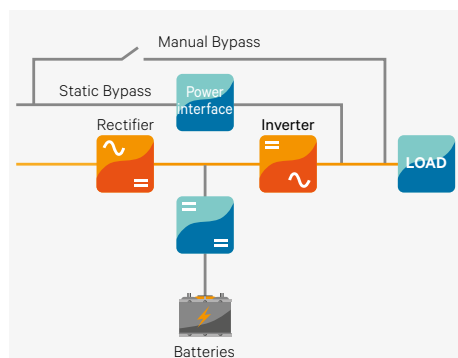 Manual Bypass
Static Bypass
Power
interface
Rectifier
Inverter
LOAD
Batteries